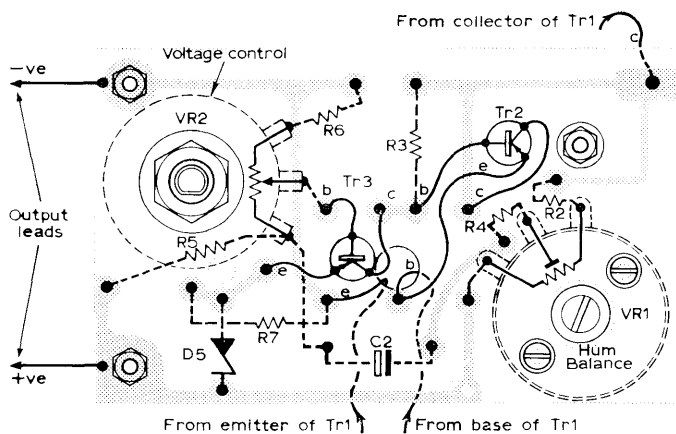 From collector of Tr1
c
Voltage control
-ve
VR2
R6
R3
Tr2
e
b
Tr3
c
b
c
Output
leads
R5
R4
R2
e
b
e
R7
D5
C2
VR1
Hum
Balance
+ve
From emitter of Tr1
From base of Tr1